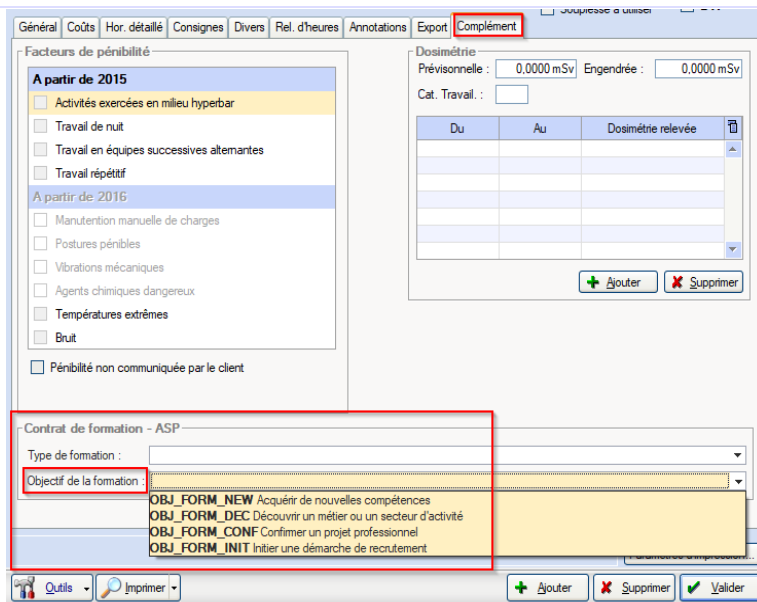 Souplesse à utiliser
Général Coûts Hor. détaillé Consignes Divers Rel. d'heures Annotations Export Complément
Facteurs de pénibilité
A partir de 2015
Activités exercées en milieu hyperbar
Travail de nuit
Travail en équipes successives alternantes
Travail répétitif
A partir de 2016
Manutention manuelle de charges
Postures pénibles
Vibrations mécaniques
Agents chimiques dangereux
Températures extrêmes
Bruit
Pénibilité non communiquée par le client
Dosimétrie
Prévisonnelle : 0,0000 mSv Engendrée : 0,0000 mSv
Cat. Travail. :
Du Au Dosimétrie relevée
Ajouter Supprimer
Contrat de formation - ASP
Type de formation :
Objectif de la formation :
OBJ_FORM_NEW Acquérir de nouvelles compétences
OBJ_FORM_DEC Découvrir un métier ou un secteur d'activité
OBJ_FORM_CONF Confirmer un projet professionnel
OBJ_FORM_INIT Initier une démarche de recrutement
Paramètres d'impression...
Outils Imprimer Ajouter Supprimer Valider